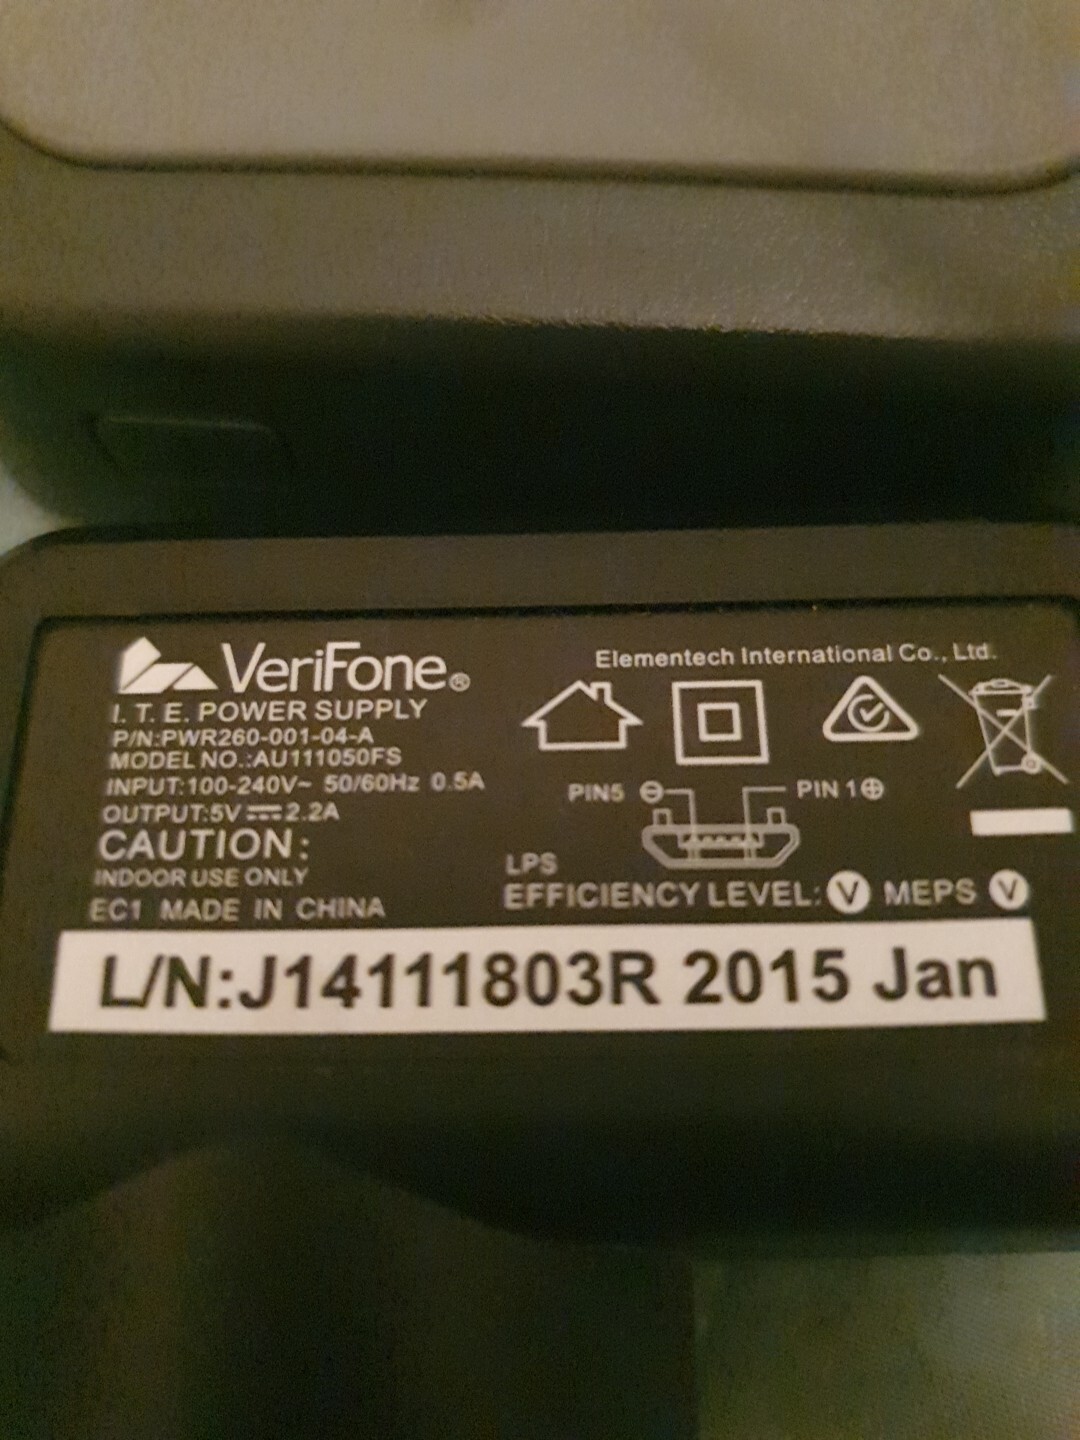 VeriFone®
I. T. E. POWER SUPPLY
P/N:PWR260-001-04-A
MODEL NO.:AU111050FS
INPUT:100-240V~ 50/60Hz 0.5A
OUTPUT:5V⎓2.2A
CAUTION:
INDOOR USE ONLY
EC1 MADE IN CHINA
Elementech International Co., Ltd.
PIN5 ⊖ PIN 1⊕
LPS
EFFICIENCY LEVEL: V MEPS V
L/N:J14111803R 2015 Jan